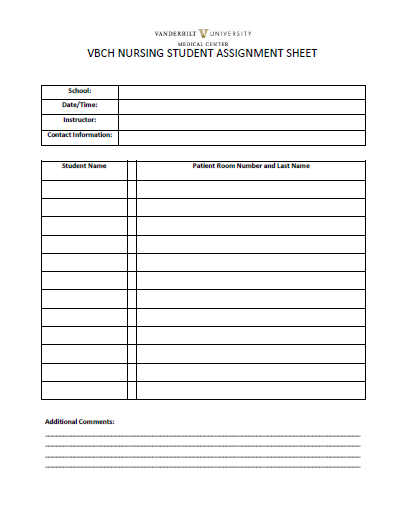 VANDERBILT V UNIVERSITY
MEDICAL CENTER
VBCH NURSING STUDENT ASSIGNMENT SHEET
School:
Date/Time:
Instructor:
Contact Information:
Student Name Patient Room Number and Last Name
Additional Comments: